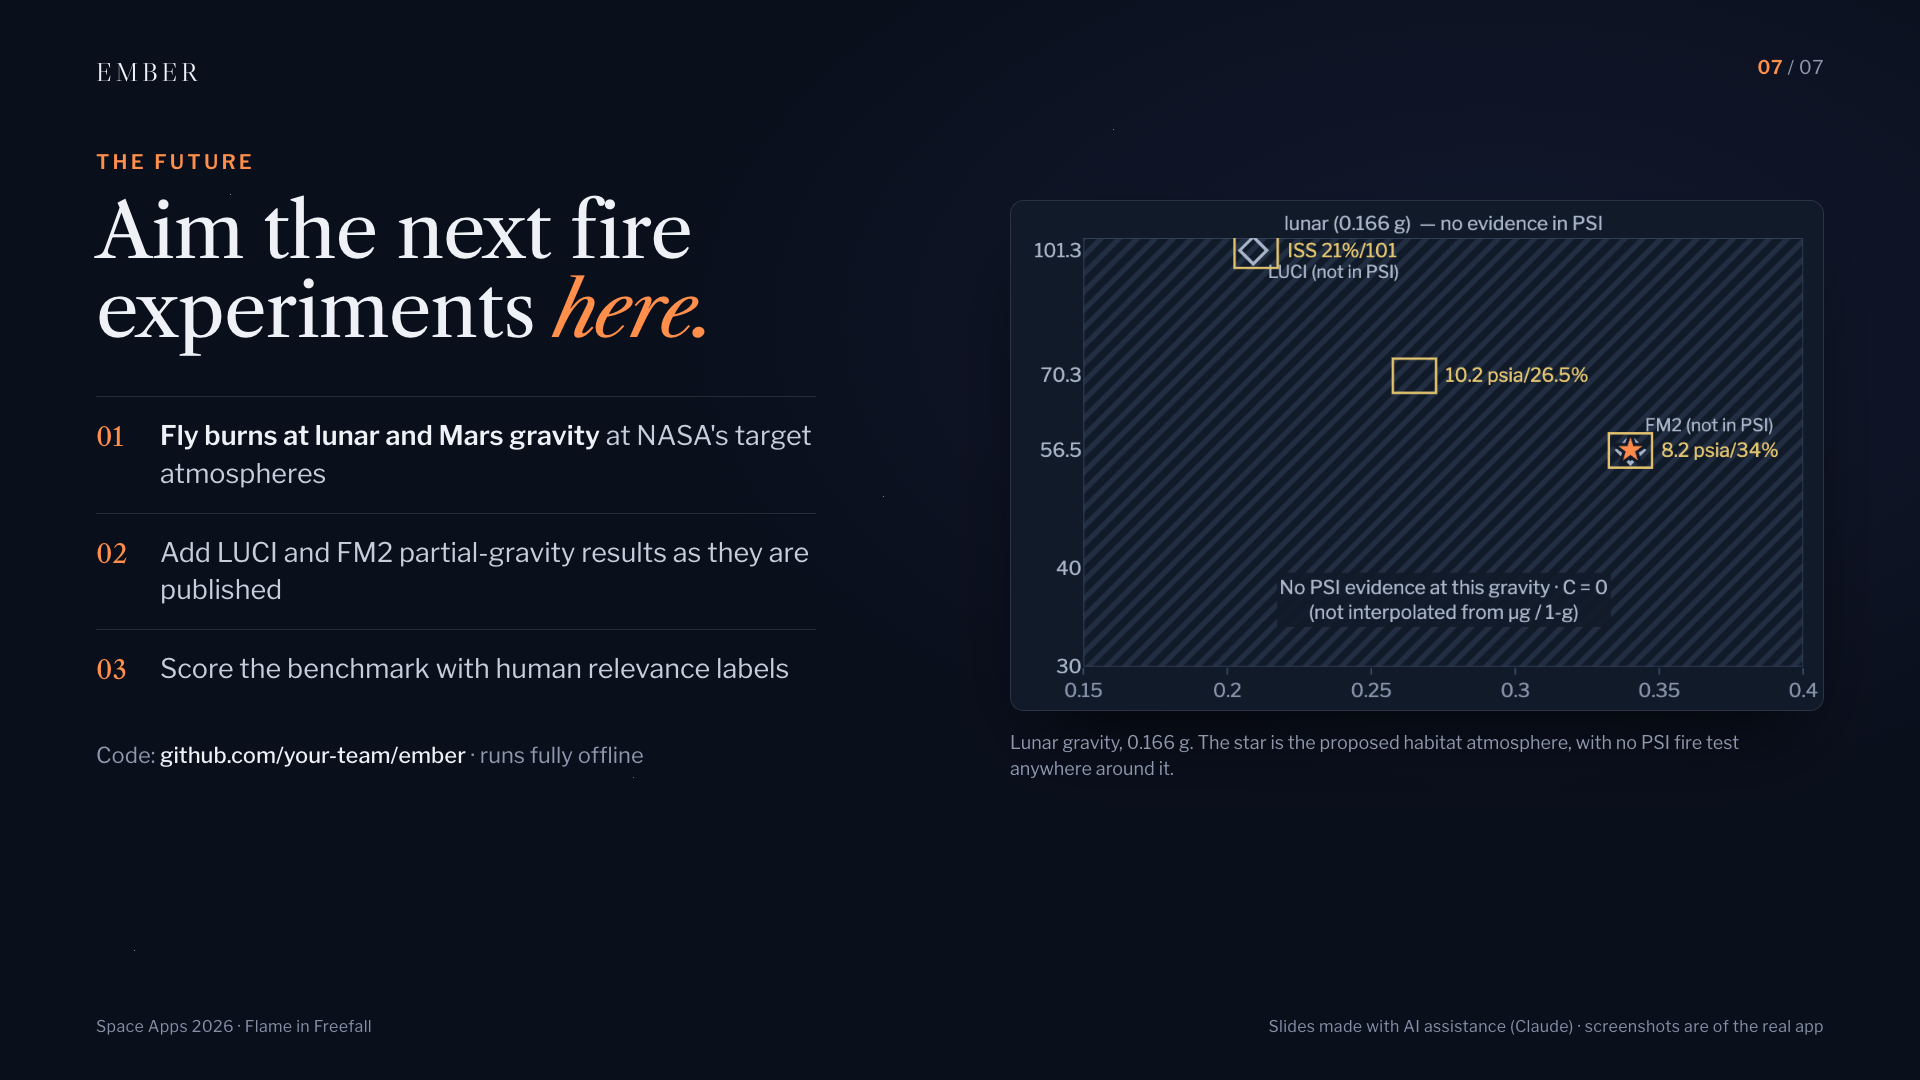 EMBER
07 / 07
THE FUTURE
Aim the next fire
experiments here.
01 Fly burns at lunar and Mars gravity at NASA's target
atmospheres
02 Add LUCI and FM2 partial-gravity results as they are
published
03 Score the benchmark with human relevance labels
Code: github.com/your-team/ember · runs fully offline
lunar (0.166 g) — no evidence in PSI
101.3
ISS 21%/101
LUCI (not in PSI)
70.3
10.2 psia/26.5%
FM2 (not in PSI)
56.5
8.2 psia/34%
40
No PSI evidence at this gravity · C = 0
(not interpolated from µg / 1-g)
30
0.15 0.2 0.25 0.3 0.35 0.4
Lunar gravity, 0.166 g. The star is the proposed habitat atmosphere, with no PSI fire test
anywhere around it.
Space Apps 2026 · Flame in Freefall
Slides made with AI assistance (Claude) · screenshots are of the real app